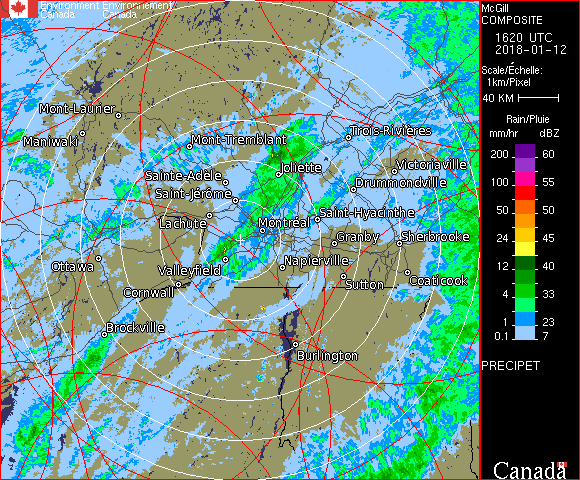 Environment Environnement
Canada Canada
McGill
COMPOSITE
1620 UTC
2018-01-12
Scale/Échelle:
1km/Pixel
40 KM
Rain/Pluie
mm/hr dBZ
200 60
100 55
50 50
24 45
12 40
4 33
1 23
0.1 7
PRECIPET
Canada
Mont-Laurier
Maniwaki
Mont-Tremblant
Trois-Rivières
Joliette
Victoriaville
Sainte-Adèle
Drummondville
Saint-Jérôme
Saint-Hyacinthe
Lachute
Montréal
Granby
Sherbrooke
Ottawa
Valleyfield
Napierville
Sutton
Coaticook
Cornwall
Brockville
Burlington